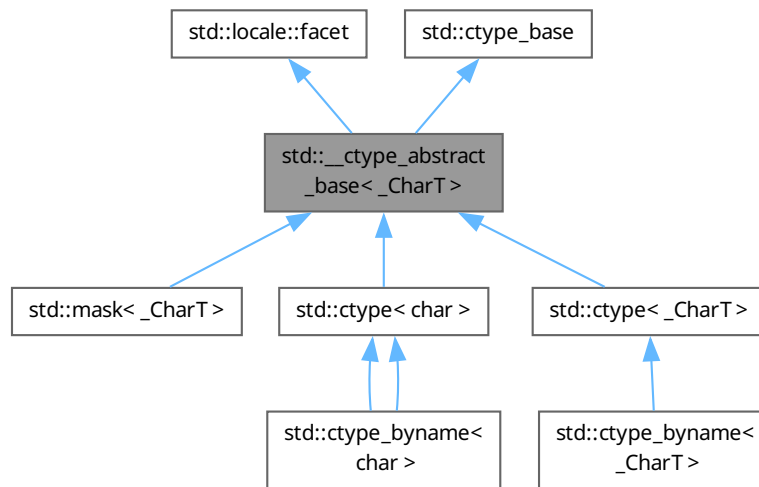 std::locale::facet
std::ctype_base
std::__ctype_abstract
_base< _CharT >
std::mask< _CharT >
std::ctype< char >
std::ctype< _CharT >
std::ctype_byname<
char >
std::ctype_byname<
_CharT >